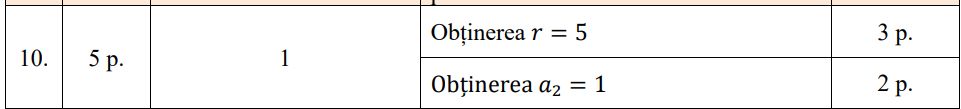 10. 5 p. 1 Obținerea r = 5 3 p.
Obținerea a₂ = 1 2 p.